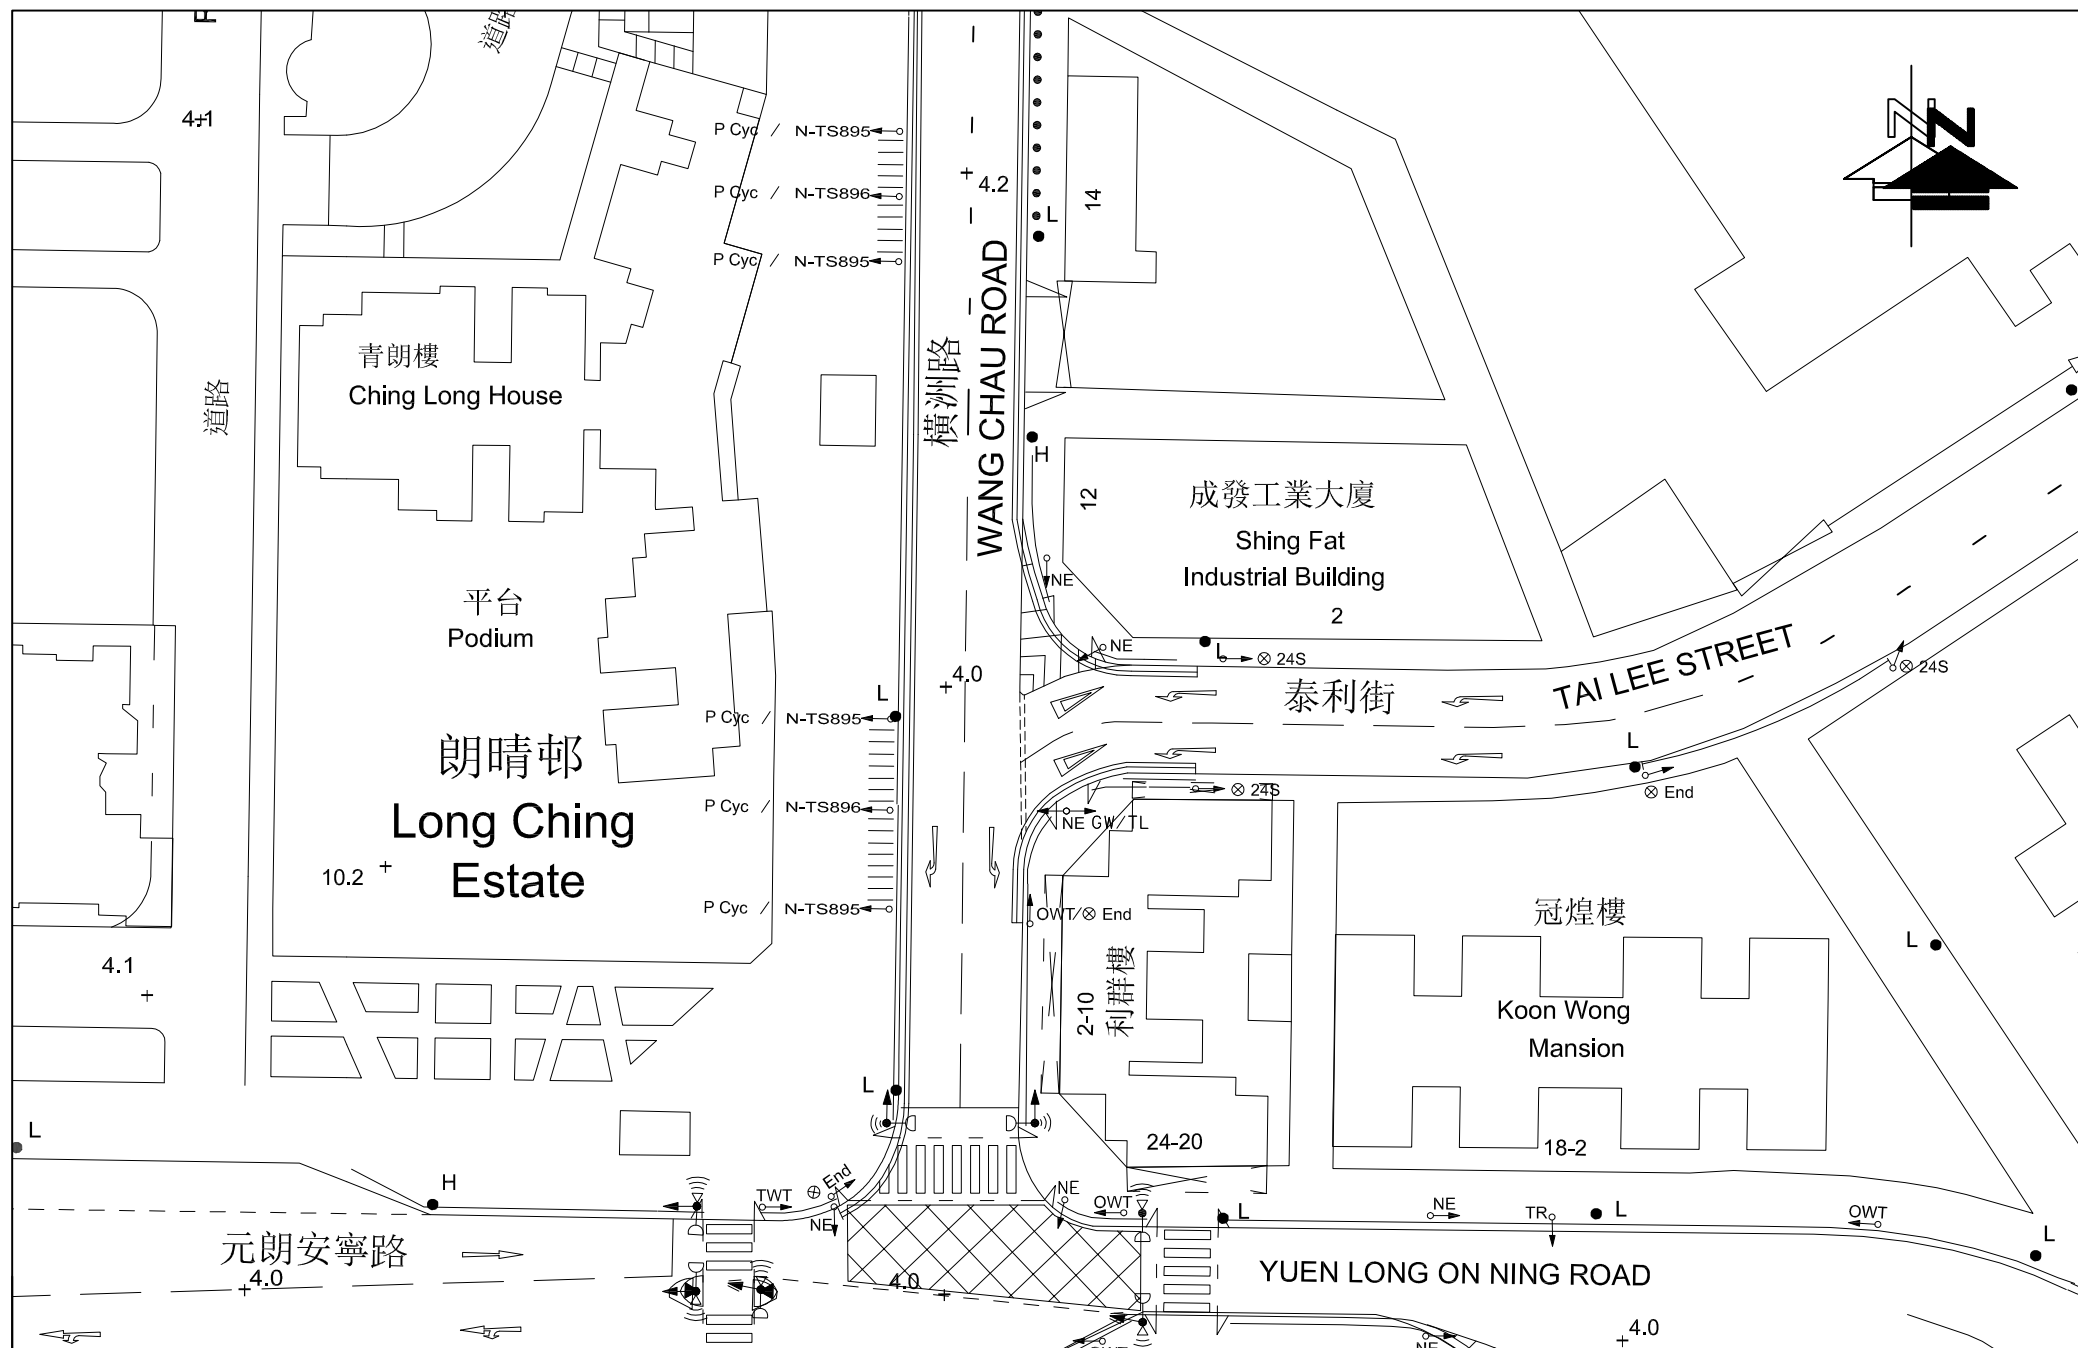 道路
4.1
P Cyc / N-TS895
P Cyc / N-TS896
P Cyc / N-TS895
4.2
14
L
N
青朗樓
Ching Long House
道路
橫洲路
WANG CHAU ROAD
H
12
成發工業大廈
Shing Fat
Industrial Building
2
NE
NE
L
24S
平台
Podium
4.0
泰利街
TAI LEE STREET
24S
L
P Cyc / N-TS895
L
End
朗晴邨
Long Ching
Estate
10.2
P Cyc / N-TS896
24S
NE GW/TL
P Cyc / N-TS895
OWT/ End
利群樓
2-10
24-20
冠煌樓
Koon Wong
Mansion
18-2
L
4.1
L
L
H
TWT
End
NE
NE
OWT
L
NE
TR
L
OWT
L
元朗安寧路
4.0
4.0
YUEN LONG ON NING ROAD
4.0
NE